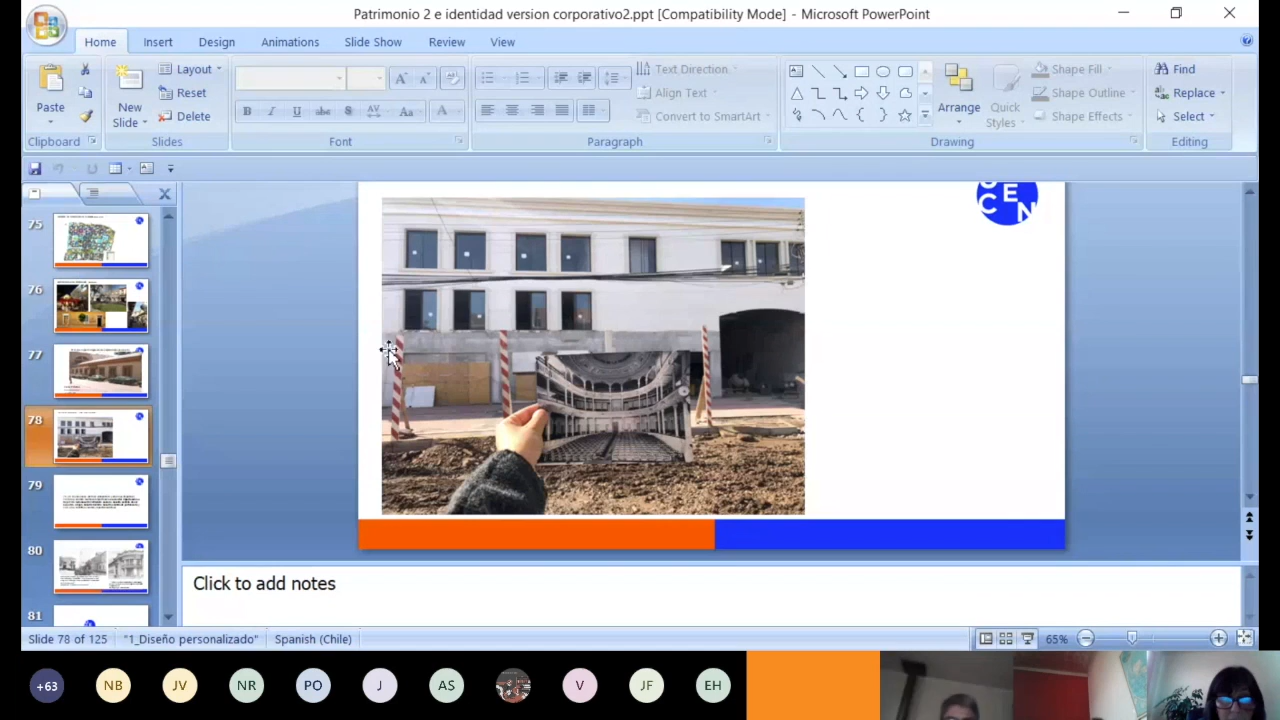 Patrimonio 2 e identidad version corporativo2.ppt [Compatibility Mode] - Microsoft PowerPoint
Home Insert Design Animations Slide Show Review View
Paste
Clipboard
New
Slide
Layout
Reset
Delete
Slides
B I U abc S AV Aa A
Font
Text Direction
Align Text
Convert to SmartArt
Paragraph
Arrange
Quick
Styles
Shape Fill
Shape Outline
Shape Effects
Drawing
Find
Replace
Select
Editing
75
76
77
78
79
80
81
C E
C N
Click to add notes
Slide 78 of 125 "1_Diseño personalizado" Spanish (Chile) 65%
+63 NB JV NR PO J AS V JF EH